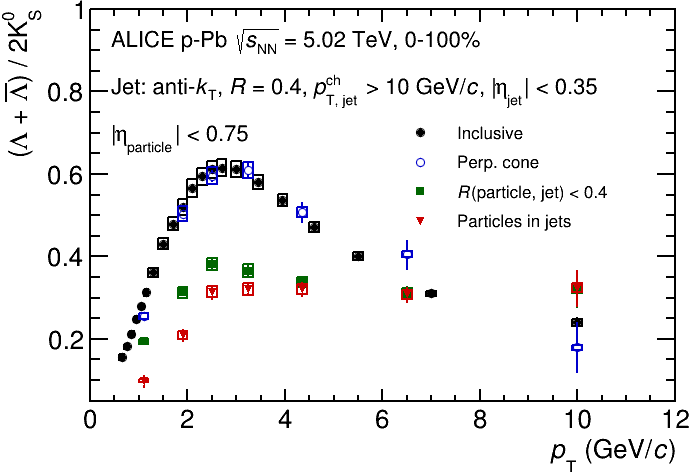 (Λ + Λ̅) / 2K⁰_S
ALICE p-Pb √s_NN = 5.02 TeV, 0-100%
Jet: anti-k_T, R = 0.4, p^ch_T, jet > 10 GeV/c, |η_jet| < 0.35
|η_particle| < 0.75
Inclusive
Perp. cone
R(particle, jet) < 0.4
Particles in jets
1
0.8
0.6
0.4
0.2
0 2 4 6 8 10 12
p_T (GeV/c)